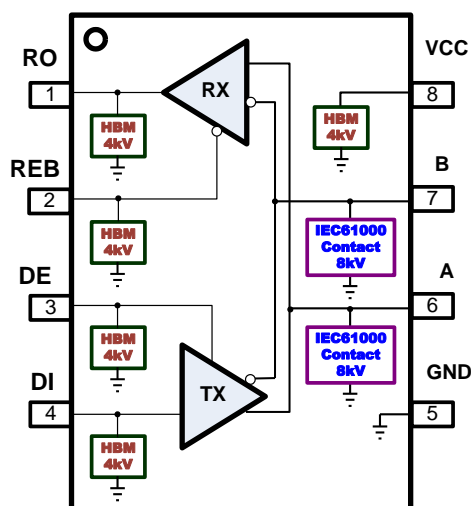 RO
1
HBM
4kV
REB
2
HBM
4kV
DE
3
HBM
4kV
DI
4
HBM
4kV
RX
TX
VCC
8
HBM
4kV
B
7
IEC61000
Contact
8kV
A
6
IEC61000
Contact
8kV
GND
5